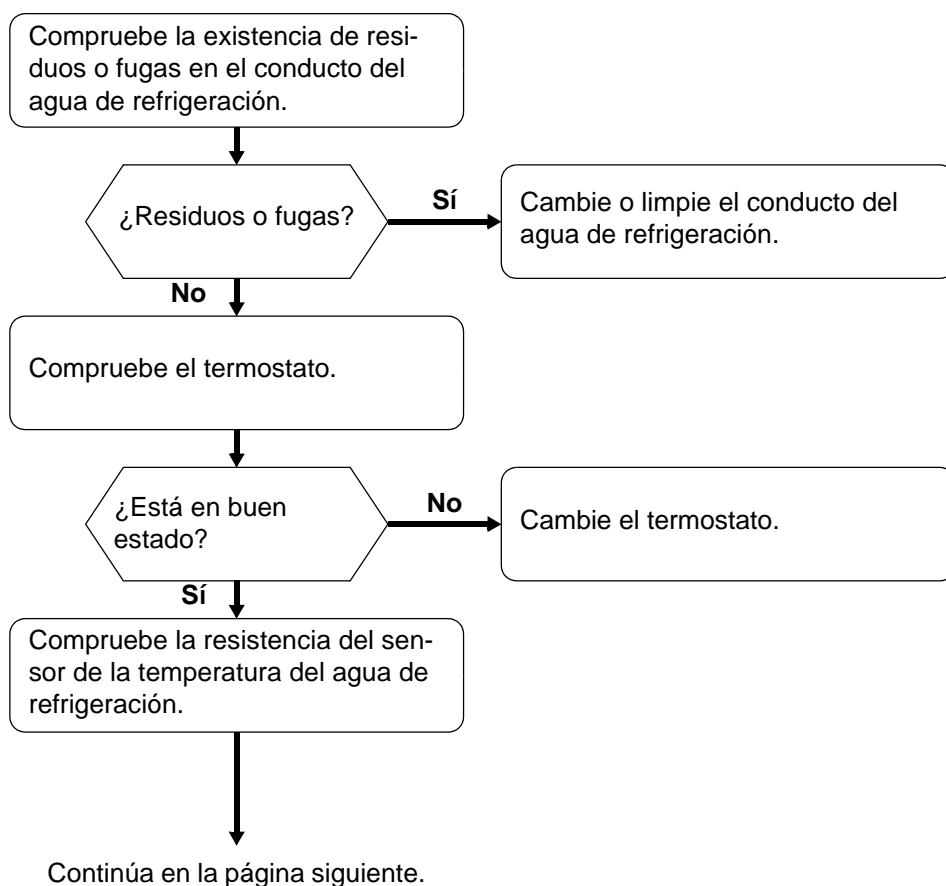 Compruebe la existencia de resi-
duos o fugas en el conducto del
agua de refrigeración.
¿Residuos o fugas?
Sí
Cambie o limpie el conducto del
agua de refrigeración.
No
Compruebe el termostato.
¿Está en buen
estado?
No
Cambie el termostato.
Sí
Compruebe la resistencia del sen-
sor de la temperatura del agua de
refrigeración.
Continúa en la página siguiente.